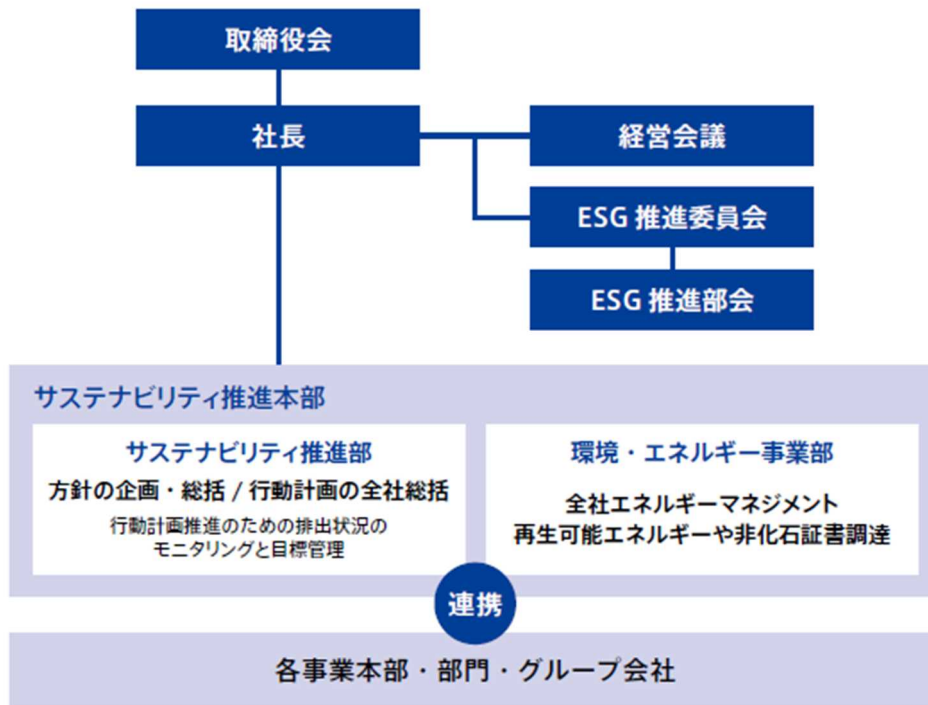 取締役会
社長
経営会議
ESG 推進委員会
ESG 推進部会
サステナビリティ推進本部
サステナビリティ推進部
方針の企画・総括 / 行動計画の全社総括
行動計画推進のための排出状況の
モニタリングと目標管理
環境・エネルギー事業部
全社エネルギーマネジメント
再生可能エネルギーや非化石証書調達
連携
各事業本部・部門・グループ会社